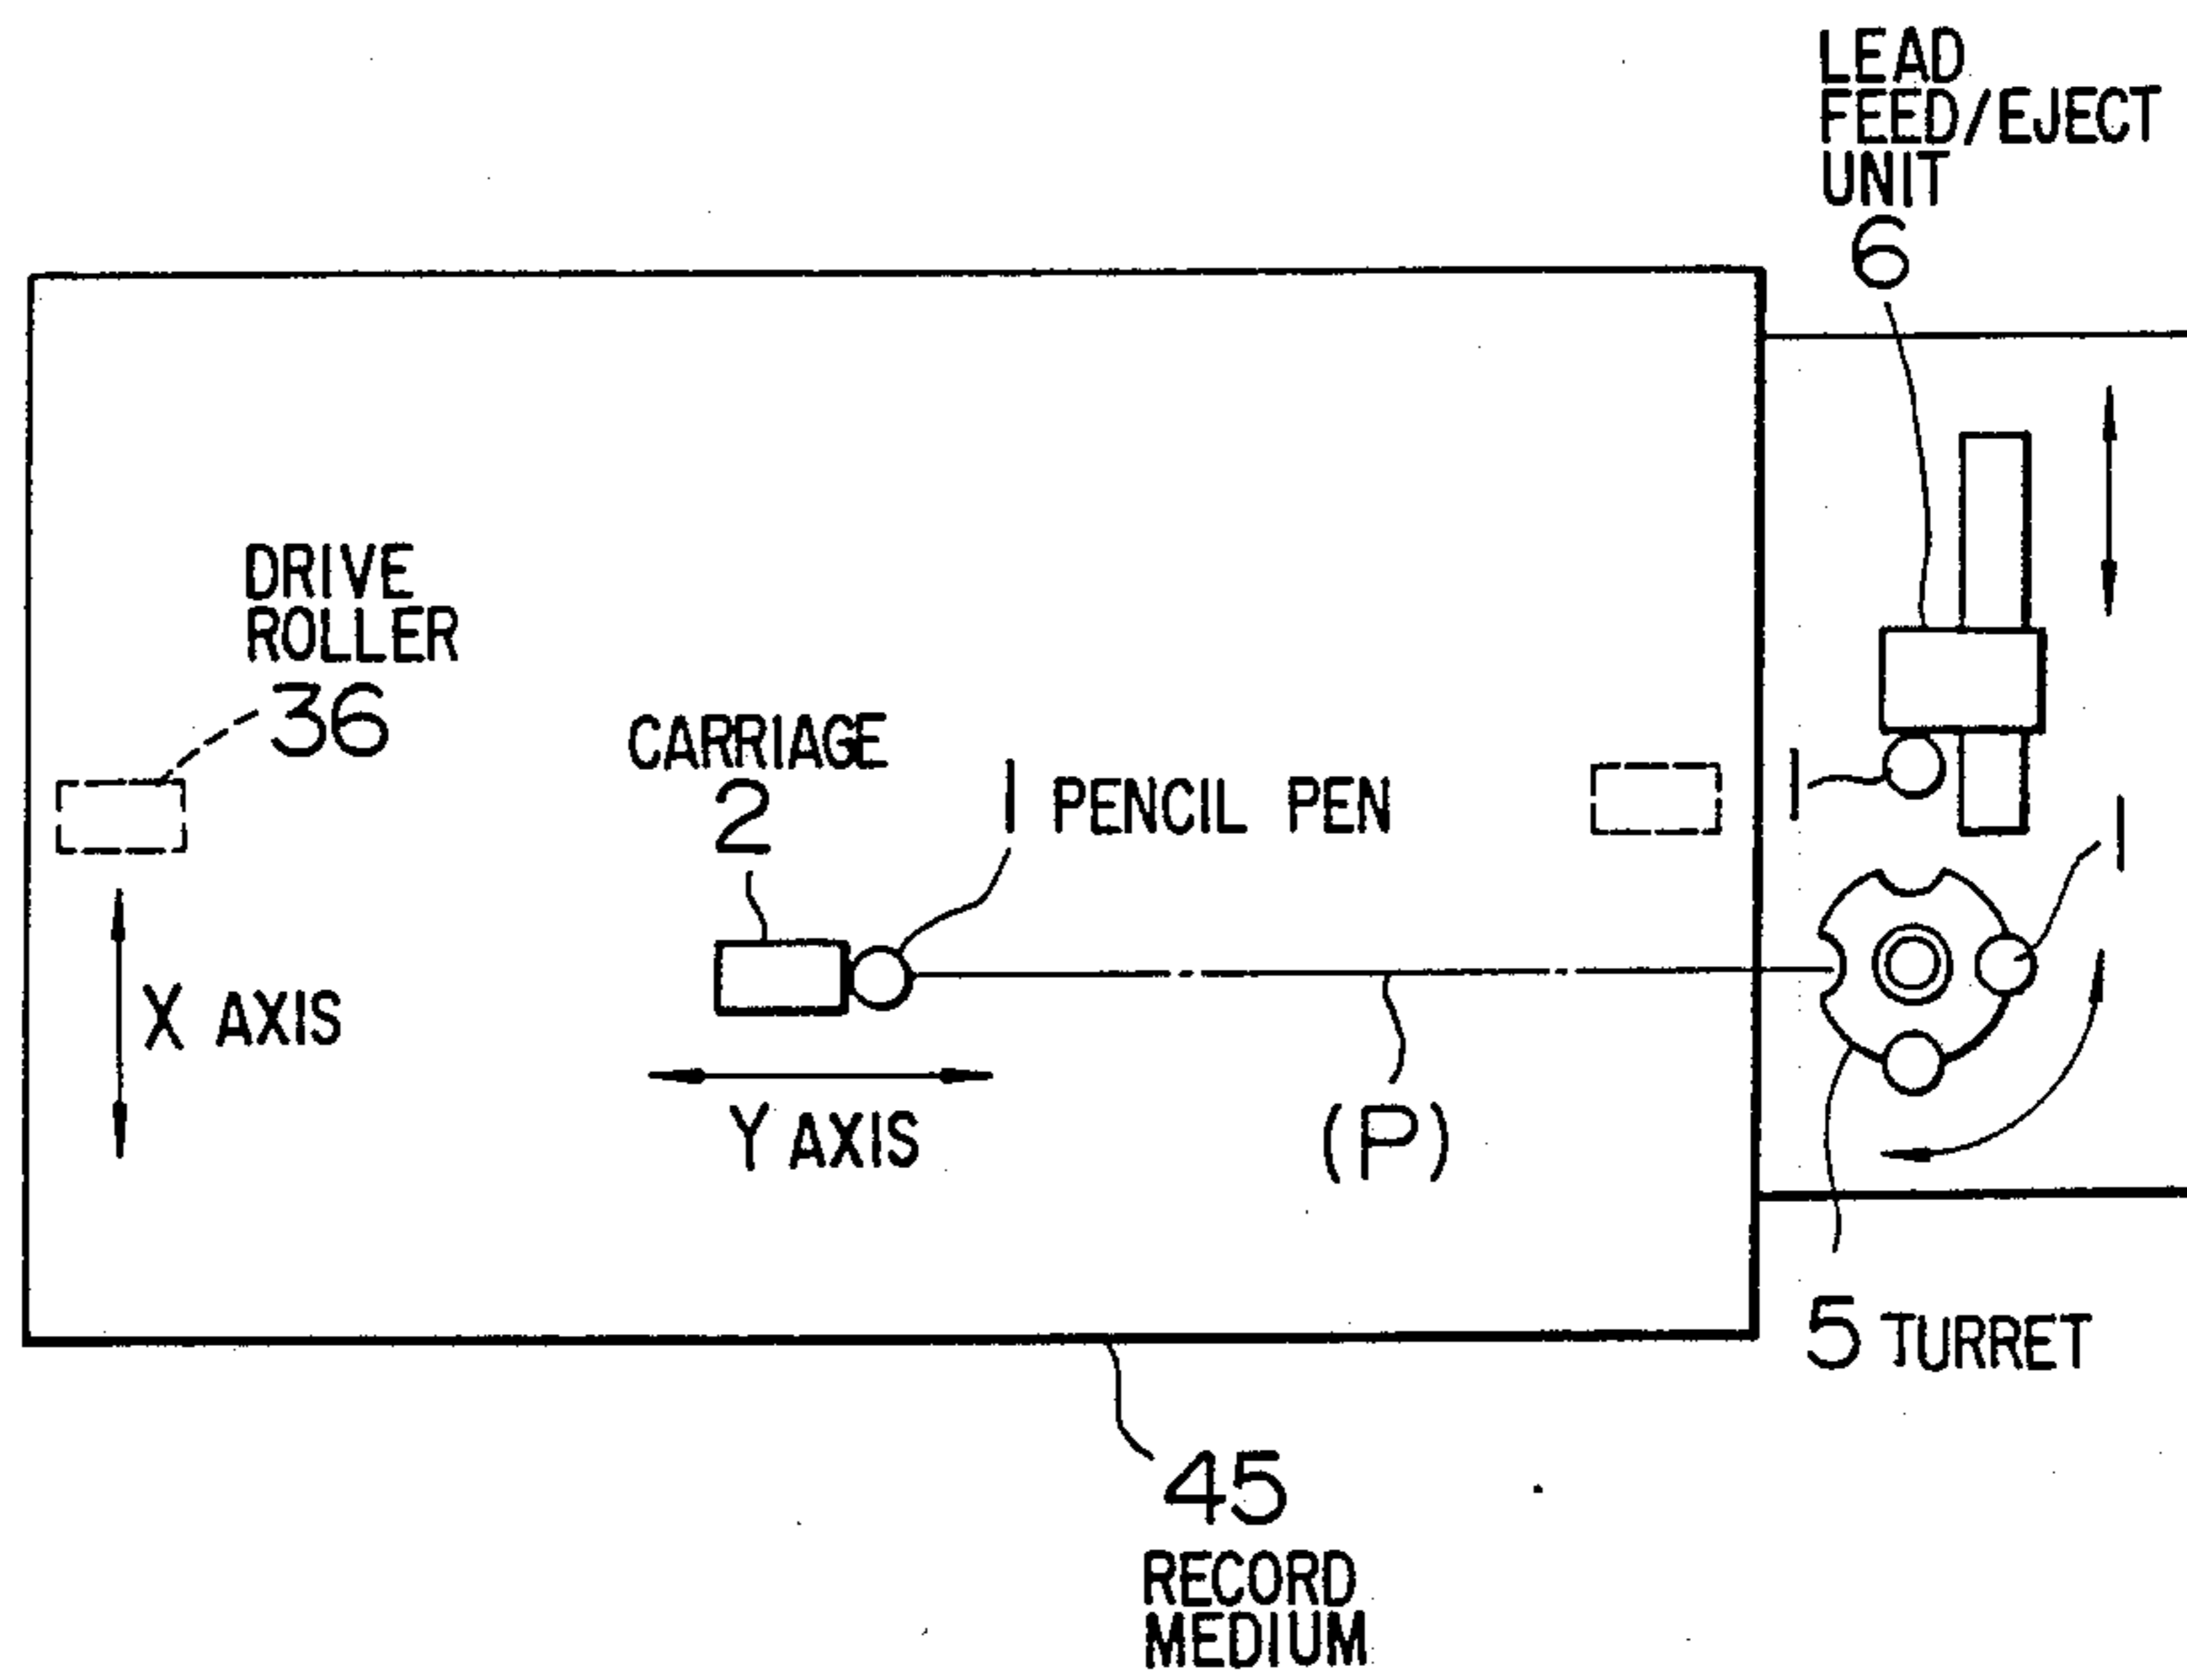 LEAD
FEED/EJECT
UNIT
6
DRIVE
ROLLER
36
CARRIAGE
2
1 PENCIL PEN
1
1
X AXIS
Y AXIS
(P)
5 TURRET
45
RECORD
MEDIUM